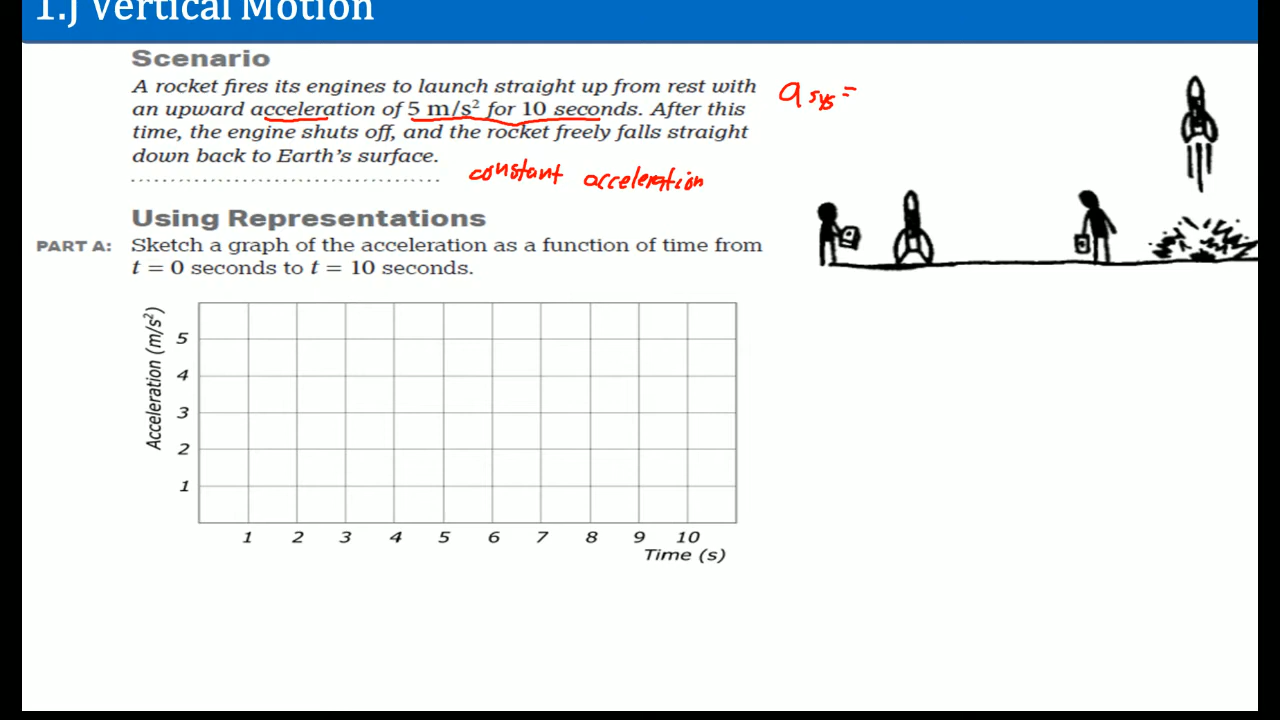 1.J Vertical Motion
Scenario
A rocket fires its engines to launch straight up from rest with
an upward acceleration of 5 m/s² for 10 seconds. After this
time, the engine shuts off, and the rocket freely falls straight
down back to Earth's surface.
a sys =
constant acceleration
Using Representations
PART A: Sketch a graph of the acceleration as a function of time from
t = 0 seconds to t = 10 seconds.
Acceleration (m/s²)
5
4
3
2
1
1 2 3 4 5 6 7 8 9 10
Time (s)